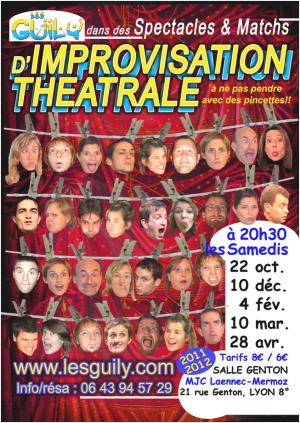 LES
GUILY dans des Spectacles & Matchs
d'IMPROVISATION
THEATRALE
à ne pas pendre
avec des pincettes!!
à 20h30
les Samedis
22 oct.
10 déc.
4 fév.
10 mar.
28 avr.
2011
2012
Tarifs 8€ / 6€
SALLE GENTON
MJC Laennec-Mermoz
21 rue Genton, LYON 8°
www.lesguily.com
Info/résa : 06 43 94 57 29